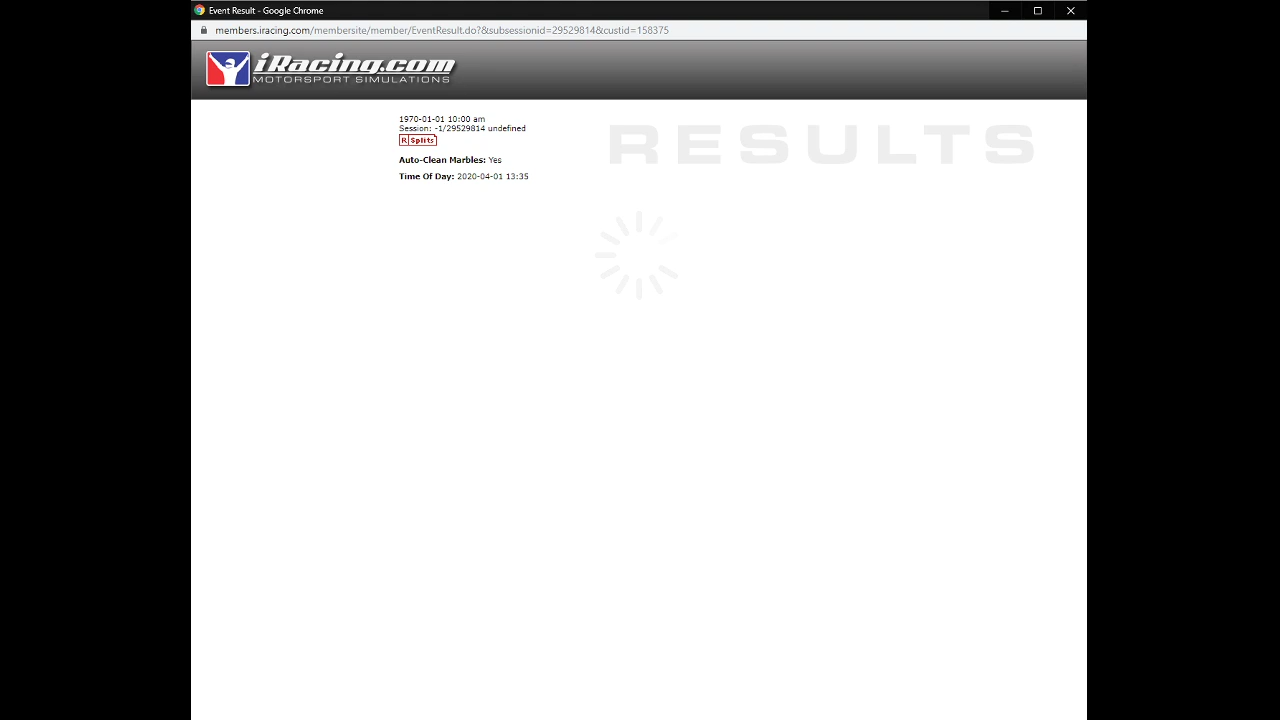 Event Result - Google Chrome
members.iracing.com/membersite/member/EventResult.do?&subsessionid=29529814&custid=158375
iRacing.com
MOTORSPORT SIMULATIONS
1970-01-01 10:00 am
Session: -1/29529814 undefined
R Splits
RESULTS
Auto-Clean Marbles: Yes
Time Of Day: 2020-04-01 13:35